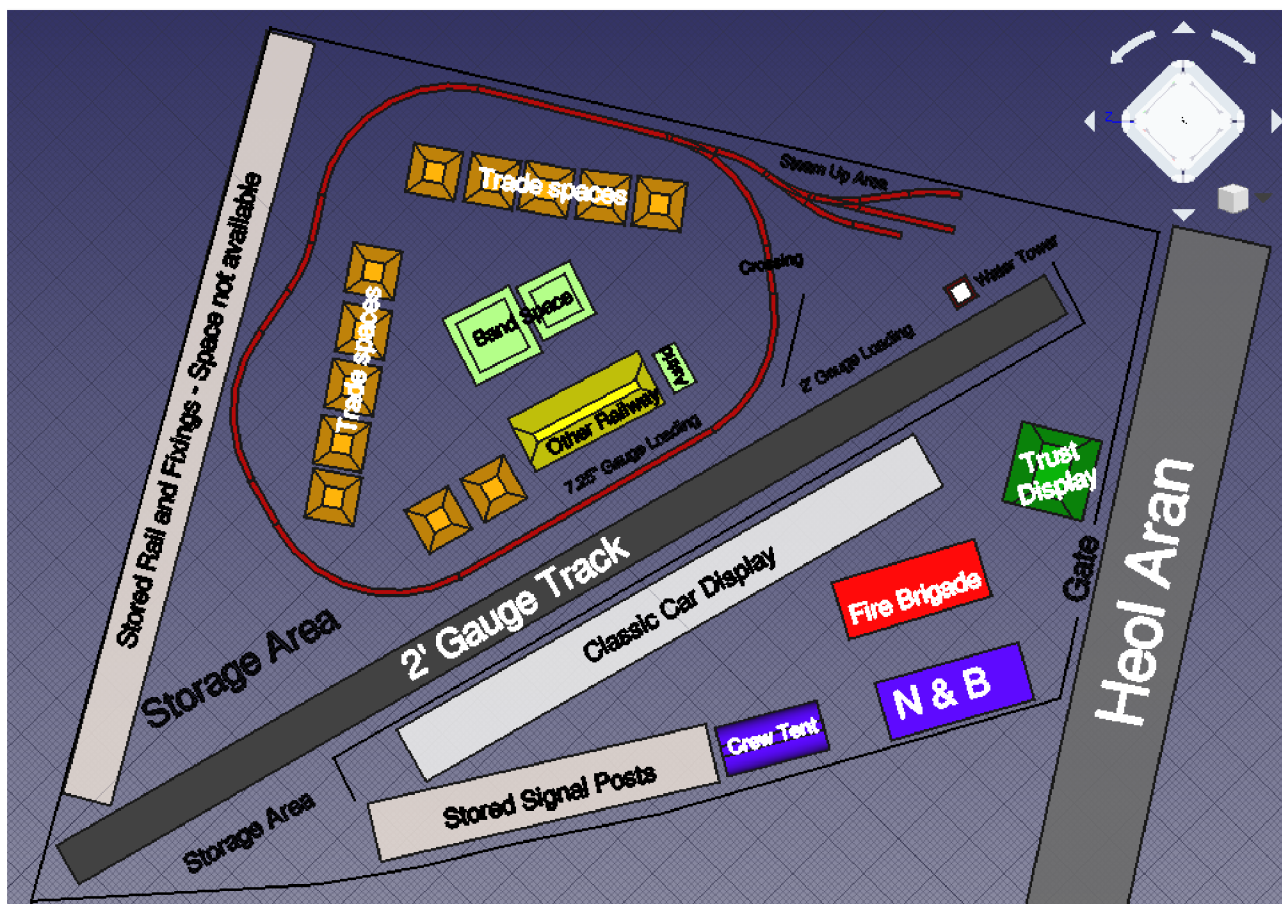 Steam Up Area
Trade spaces
Stored Rail and Fixings - Space not available
Crossing
Water Tower
Band Space
Trade spaces
2' Gauge Loading
Other Railway
7.25" Gauge Loading
Trust
Display
Heol Aran
Gate
2' Gauge Track
Classic Car Display
Fire Brigade
Storage Area
N & B
Crew Tent
Stored Signal Posts
Storage Area
Z